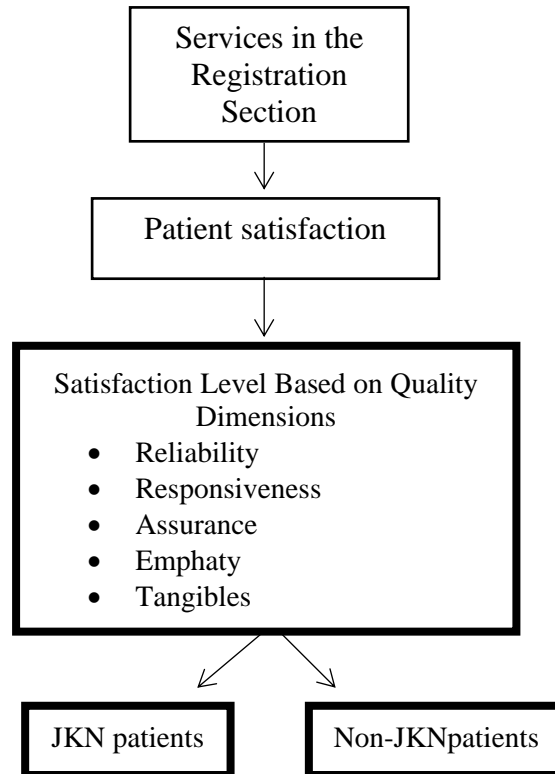 Services in the
Registration
Section
Patient satisfaction
Satisfaction Level Based on Quality
Dimensions
• Reliability
• Responsiveness
• Assurance
• Emphaty
• Tangibles
JKN patients
Non-JKNpatients